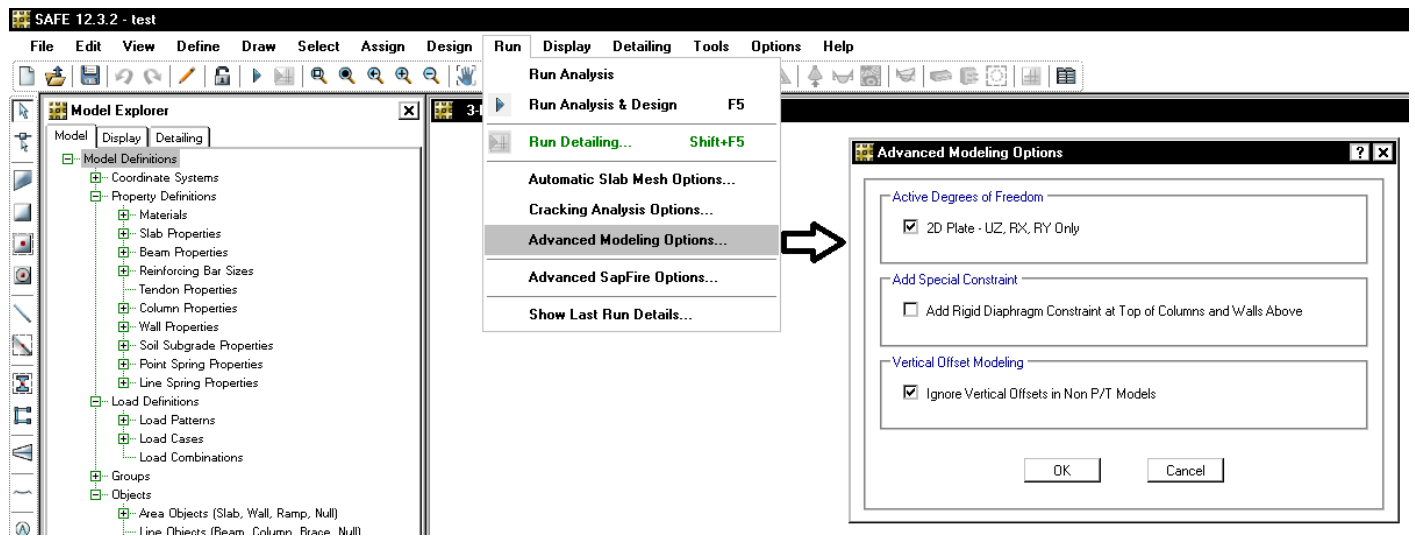 SAFE 12.3.2 - test
File Edit View Define Draw Select Assign Design Run Display Detailing Tools Options Help
Model Explorer
Model Display Detailing
Model Definitions
Coordinate Systems
Property Definitions
Materials
Slab Properties
Beam Properties
Reinforcing Bar Sizes
Tendon Properties
Column Properties
Wall Properties
Soil Subgrade Properties
Point Spring Properties
Line Spring Properties
Load Definitions
Load Patterns
Load Cases
Load Combinations
Groups
Objects
Area Objects (Slab, Wall, Ramp, Null)
Line Objects (Beam, Column, Brace, Null)
Run Analysis
Run Analysis & Design F5
Run Detailing... Shift+F5
Automatic Slab Mesh Options...
Cracking Analysis Options...
Advanced Modeling Options...
Advanced SapFire Options...
Show Last Run Details...
Advanced Modeling Options
Active Degrees of Freedom
2D Plate - UZ, RX, RY Only
Add Special Constraint
Add Rigid Diaphragm Constraint at Top of Columns and Walls Above
Vertical Offset Modeling
Ignore Vertical Offsets in Non P/T Models
OK Cancel